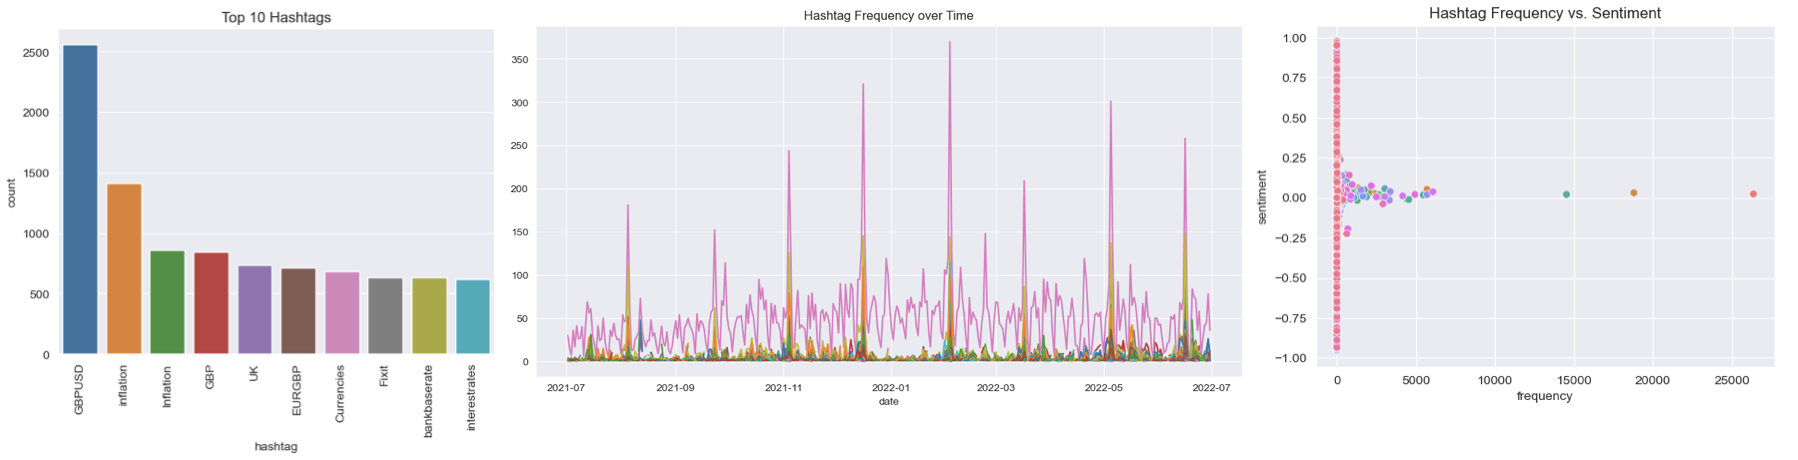 Top 10 Hashtags
2500
2000
1500
1000
500
0
count
GBPUSD
inflation
Inflation
GBP
UK
EURGBP
Currencies
Fixit
bankbaserate
interestrates
hashtag
Hashtag Frequency over Time
350
300
250
200
150
100
50
0
2021-07
2021-09
2021-11
2022-01
2022-03
2022-05
2022-07
date
Hashtag Frequency vs. Sentiment
1.00
0.75
0.50
0.25
0.00
−0.25
−0.50
−0.75
−1.00
sentiment
0
5000
10000
15000
20000
25000
frequency